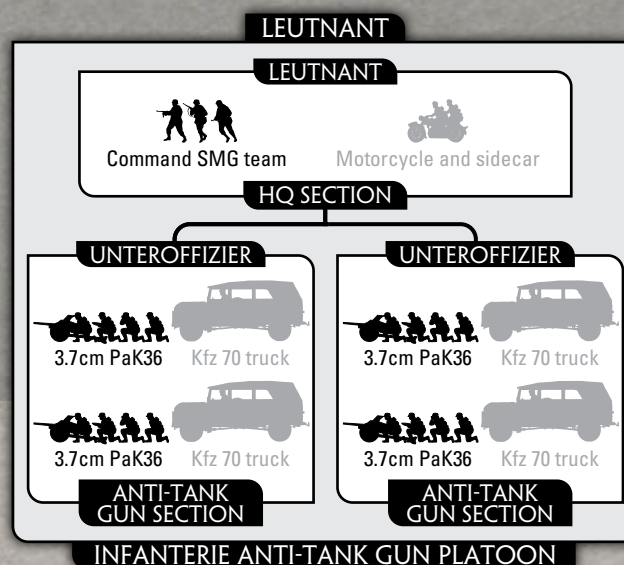 LEUTNANT
LEUTNANT
Command SMG team
Motorcycle and sidecar
HQ SECTION
UNTEROFFIZIER
3.7cm PaK36
Kfz 70 truck
3.7cm PaK36
Kfz 70 truck
ANTI-TANK
GUN SECTION
UNTEROFFIZIER
3.7cm PaK36
Kfz 70 truck
3.7cm PaK36
Kfz 70 truck
ANTI-TANK
GUN SECTION
INFANTERIE ANTI-TANK GUN PLATOON